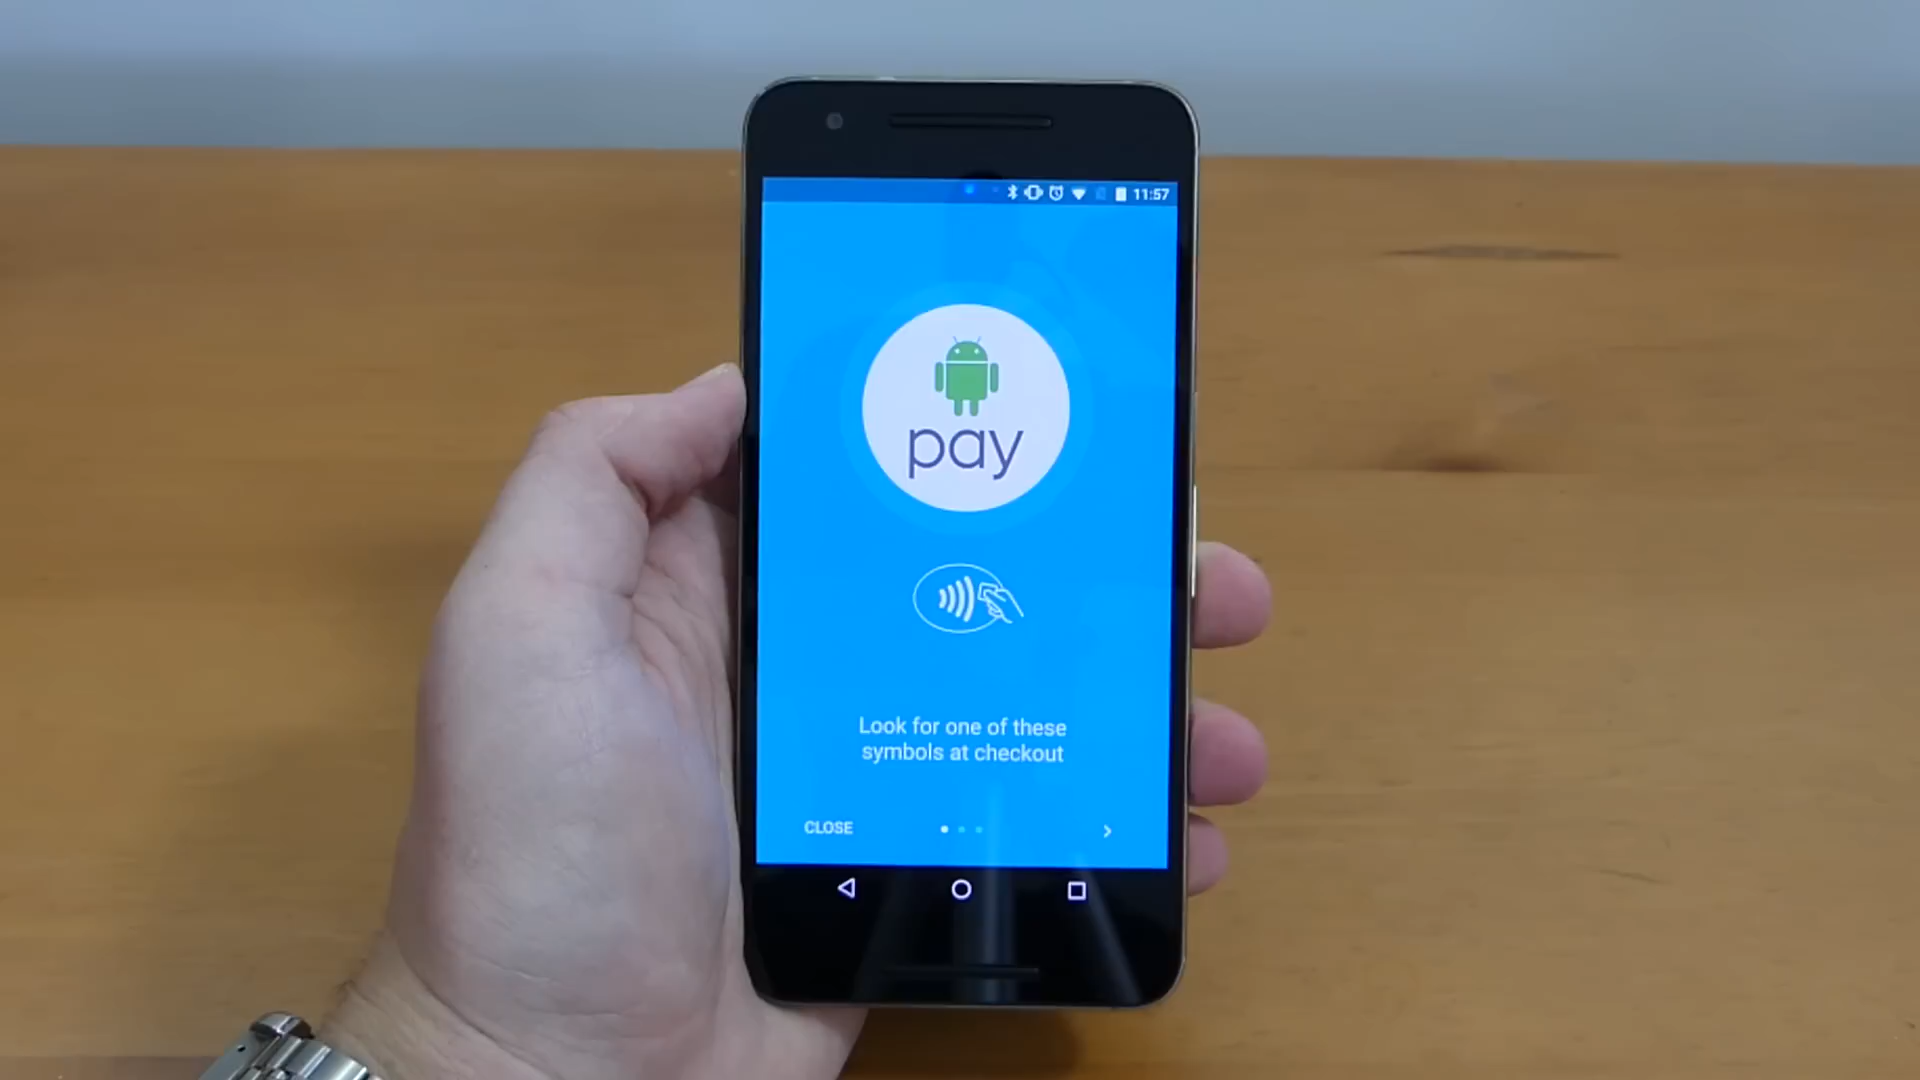 11:57
pay
Look for one of these
symbols at checkout
CLOSE